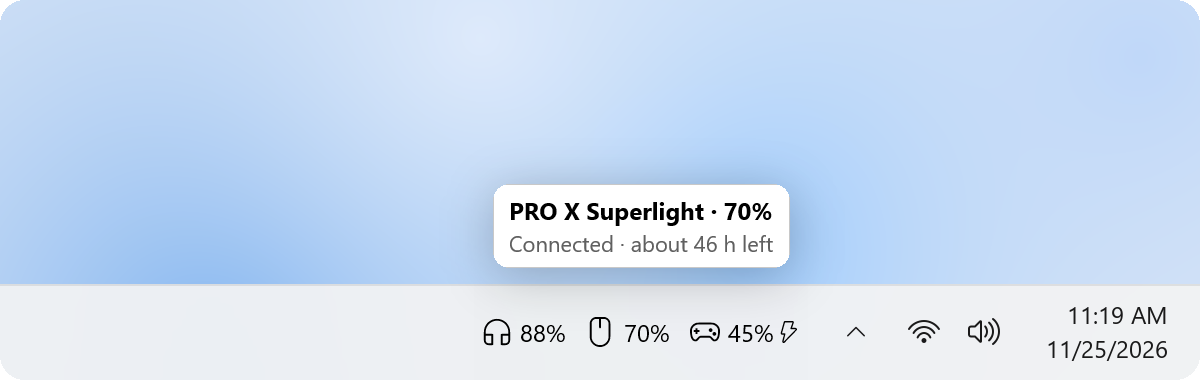 PRO X Superlight · 70%
Connected · about 46 h left
88% 70% 45% 11:19 AM
11/25/2026